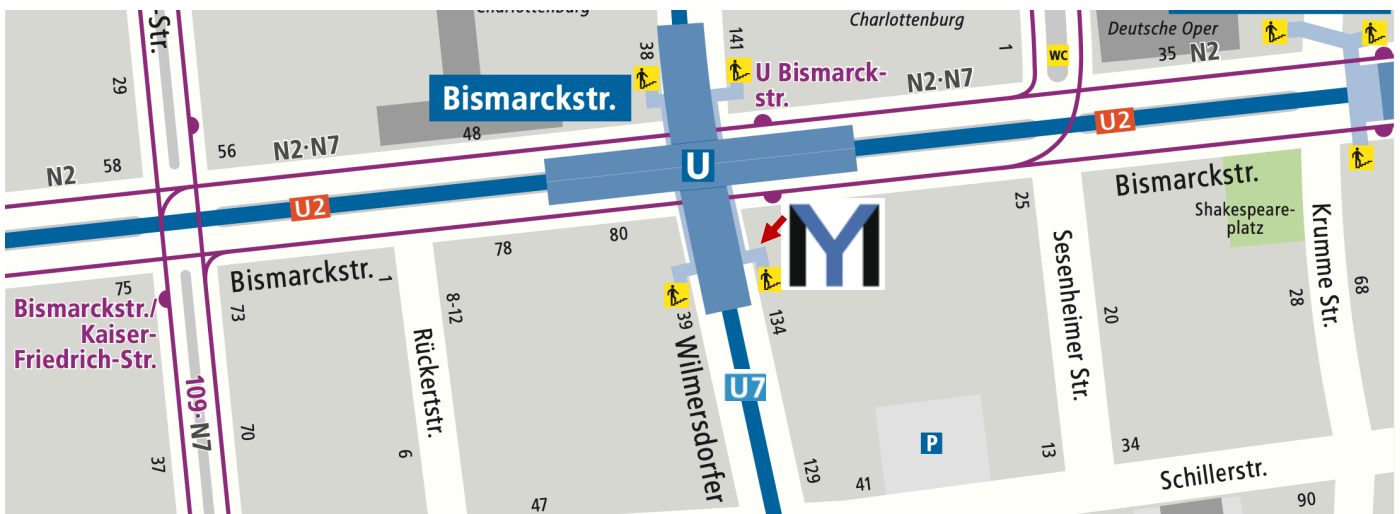 -Str.
Charlottenburg
Charlottenburg
Deutsche Oper
35
N2
29
38
141
1
WC
U Bismarck-
str.
N2·N7
Bismarckstr.
48
U2
N2·N7
56
58
N2
U
U2
Bismarckstr.
Shakespeare-
platz
25
80
78
MY
Bismarckstr.
1
75
73
Bismarckstr./
Kaiser-
Friedrich-Str.
8-12
Rückertstr.
39
Wilmersdorfer
134
Sesenheimer Str.
20
28
Krumme Str.
68
U7
109·N7
70
37
6
47
129
41
P
13
34
Schillerstr.
90